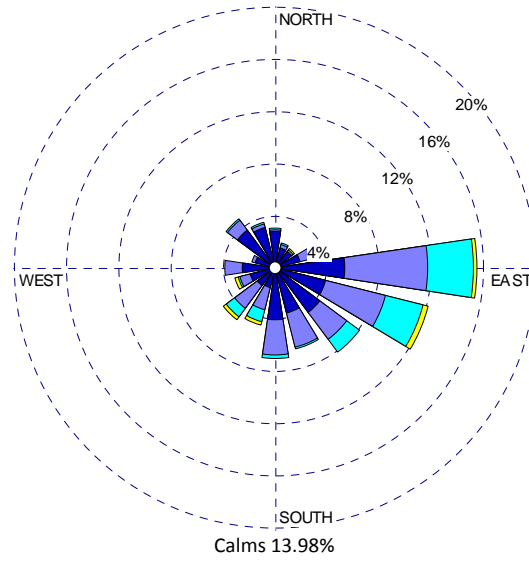 NORTH
20%
16%
12%
8%
4%
WEST
EAST
SOUTH
Calms 13.98%